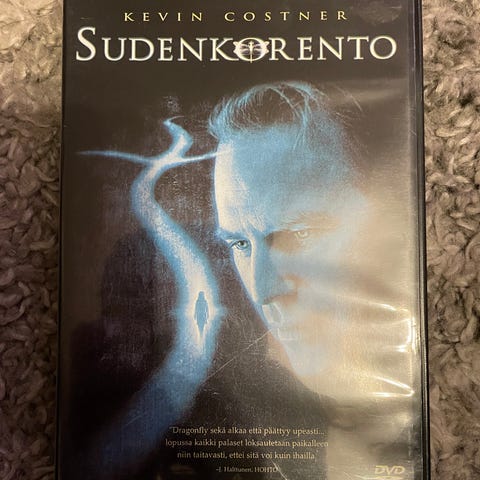 KEVIN COSTNER
SUDENKORENTO
"Dragonfly sekä alkaa että päättyy upeasti...
lopussa kaikki palaset loksautetaan paikalleen
niin taitavasti, ettei sitä voi kuin ihailla."
-J. Halttunen, HOHTO
DVD